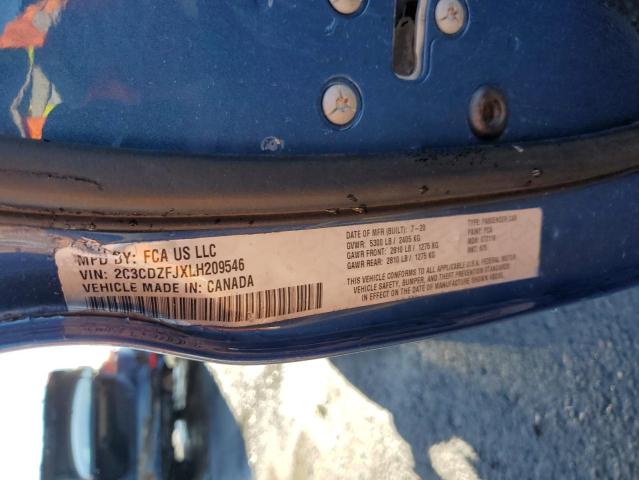 MFD BY: FCA US LLC
VIN: 2C3CDZFJXLH209546
VEHICLE MADE IN: CANADA
DATE OF MFR (BUILT): 7-20
GVWR: 5300 LB / 2405 KG
GAWR FRONT: 2810 LB / 1275 KG
GAWR REAR: 2810 LB / 1275 KG
TYPE: PASSENGER CAR
PAINT:
MDH:
INT:
THIS VEHICLE CONFORMS TO ALL APPLICABLE U.S.A. FEDERAL MOTOR
VEHICLE SAFETY, BUMPER, AND THEFT PREVENTION STANDARDS
IN EFFECT ON THE DATE OF MANUFACTURE SHOWN ABOVE.